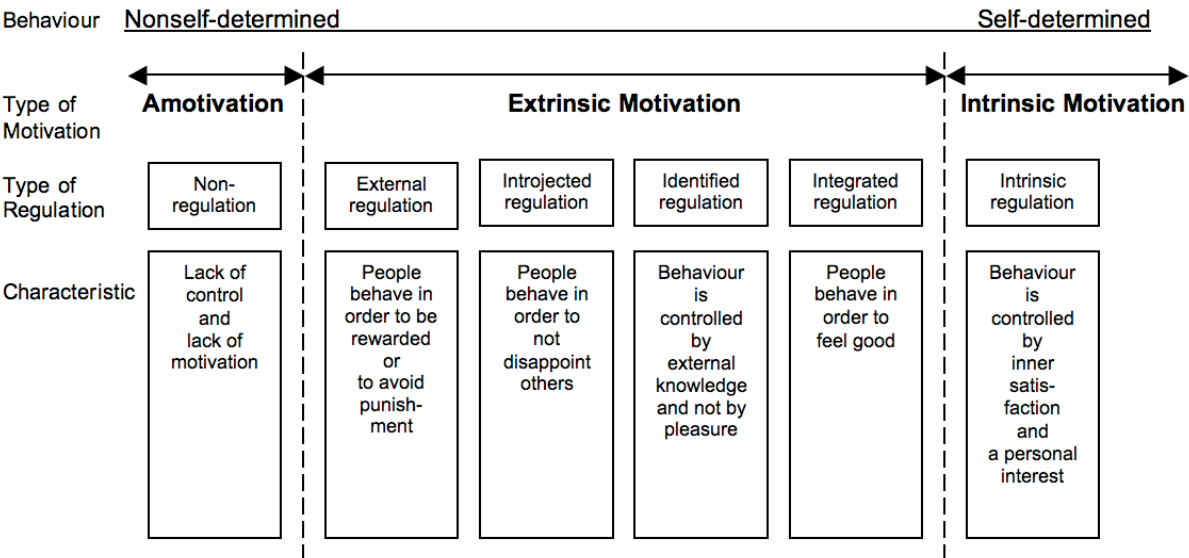 Behaviour Nonself-determined Self-determined
Type of
Motivation
Amotivation Extrinsic Motivation Intrinsic Motivation
Type of
Regulation
Non-
regulation
External
regulation
Introjected
regulation
Identified
regulation
Integrated
regulation
Intrinsic
regulation
Characteristic
Lack of
control
and
lack of
motivation
People
behave in
order to be
rewarded
or
to avoid
punish-
ment
People
behave in
order to
not
disappoint
others
Behaviour
is
controlled
by
external
knowledge
and not by
pleasure
People
behave in
order to
feel good
Behaviour
is
controlled
by
inner
satis-
faction
and
a personal
interest